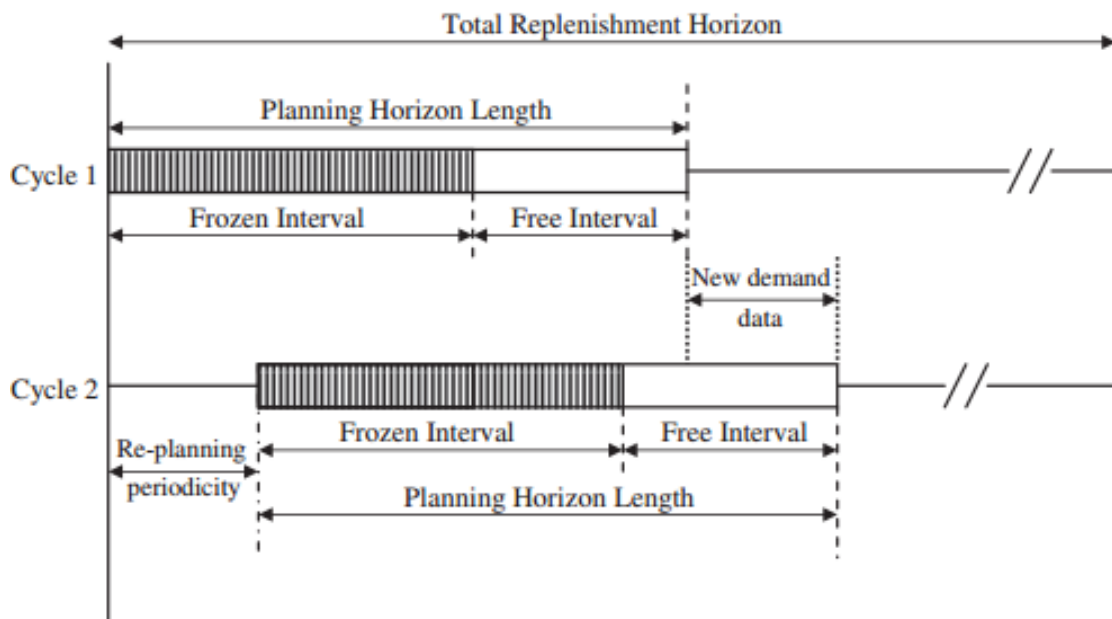 Total Replenishment Horizon
Planning Horizon Length
Cycle 1
Frozen Interval
Free Interval
New demand
data
Cycle 2
Frozen Interval
Free Interval
Re-planning
periodicity
Planning Horizon Length